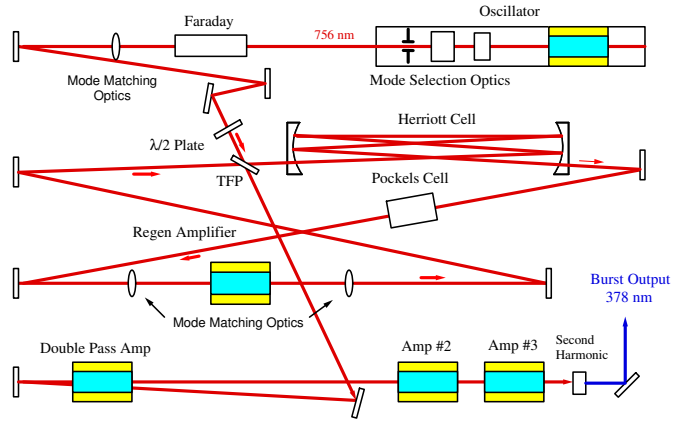 Oscillator
Faraday
756 nm
Mode Matching
Optics
Mode Selection Optics
λ/2 Plate
TFP
Herriott Cell
Pockels Cell
Regen Amplifier
Mode Matching Optics
Burst Output
378 nm
Double Pass Amp
Amp #2
Amp #3
Second
Harmonic